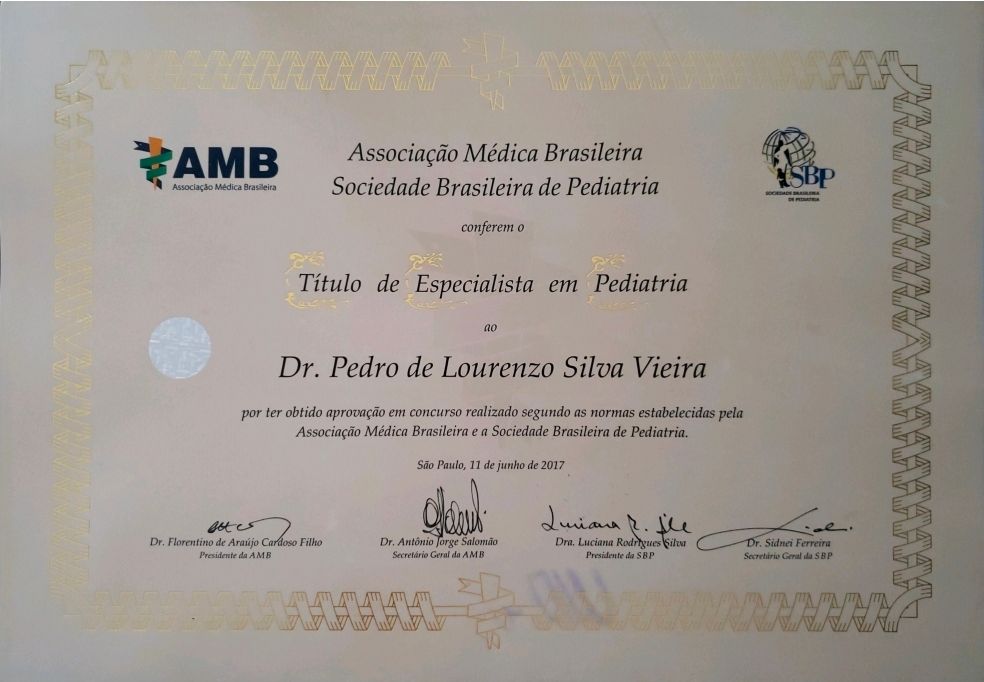 AMB
Associação Médica Brasileira
Associação Médica Brasileira
Sociedade Brasileira de Pediatria
SBP
SOCIEDADE BRASILEIRA
DE PEDIATRIA
conferem o
Título de Especialista em Pediatria
ao
Dr. Pedro de Lourenzo Silva Vieira
por ter obtido aprovação em concurso realizado segundo as normas estabelecidas pela
Associação Médica Brasileira e a Sociedade Brasileira de Pediatria.
São Paulo, 11 de junho de 2017
Luciana R. Silva
Dr. Florentino de Araújo Cardoso Filho
Presidente da AMB
Dr. Antônio Jorge Salomão
Secretário Geral da AMB
Dra. Luciana Rodrigues Silva
Presidente da SBP
Dr. Sidnei Ferreira
Secretário Geral da SBP